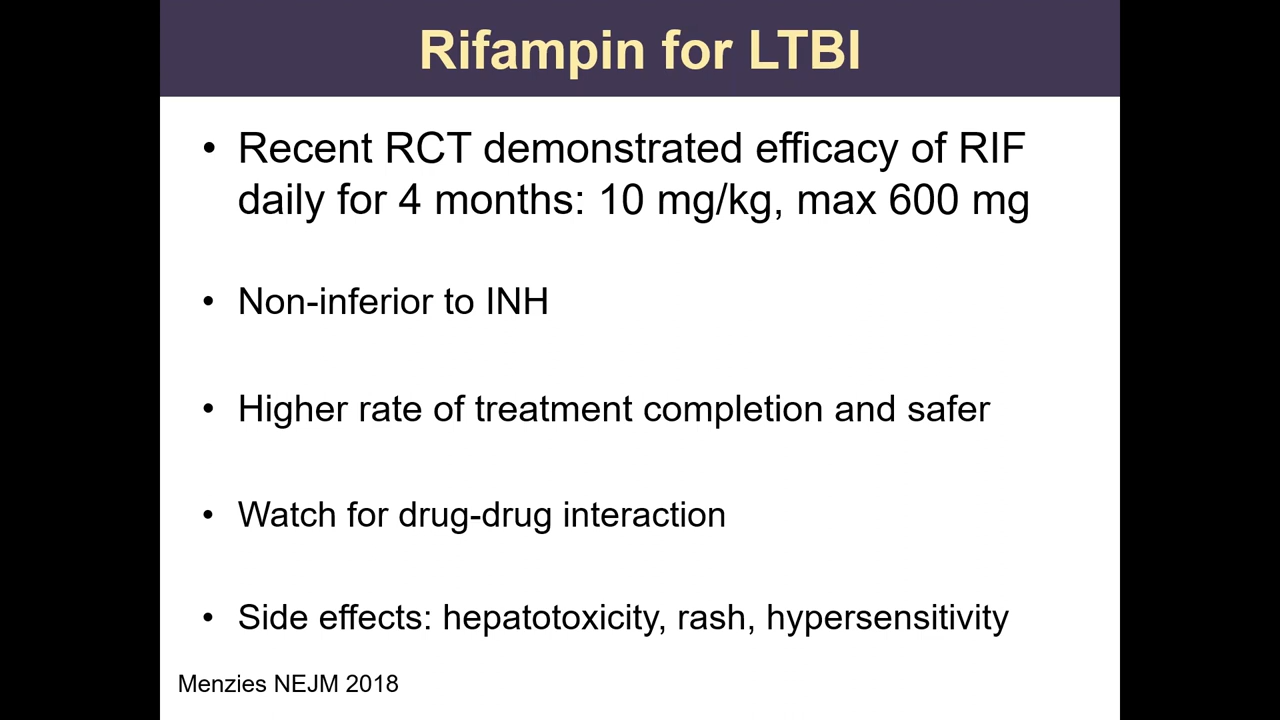 Rifampin for LTBI
• Recent RCT demonstrated efficacy of RIF
daily for 4 months: 10 mg/kg, max 600 mg
• Non-inferior to INH
• Higher rate of treatment completion and safer
• Watch for drug-drug interaction
• Side effects: hepatotoxicity, rash, hypersensitivity
Menzies NEJM 2018